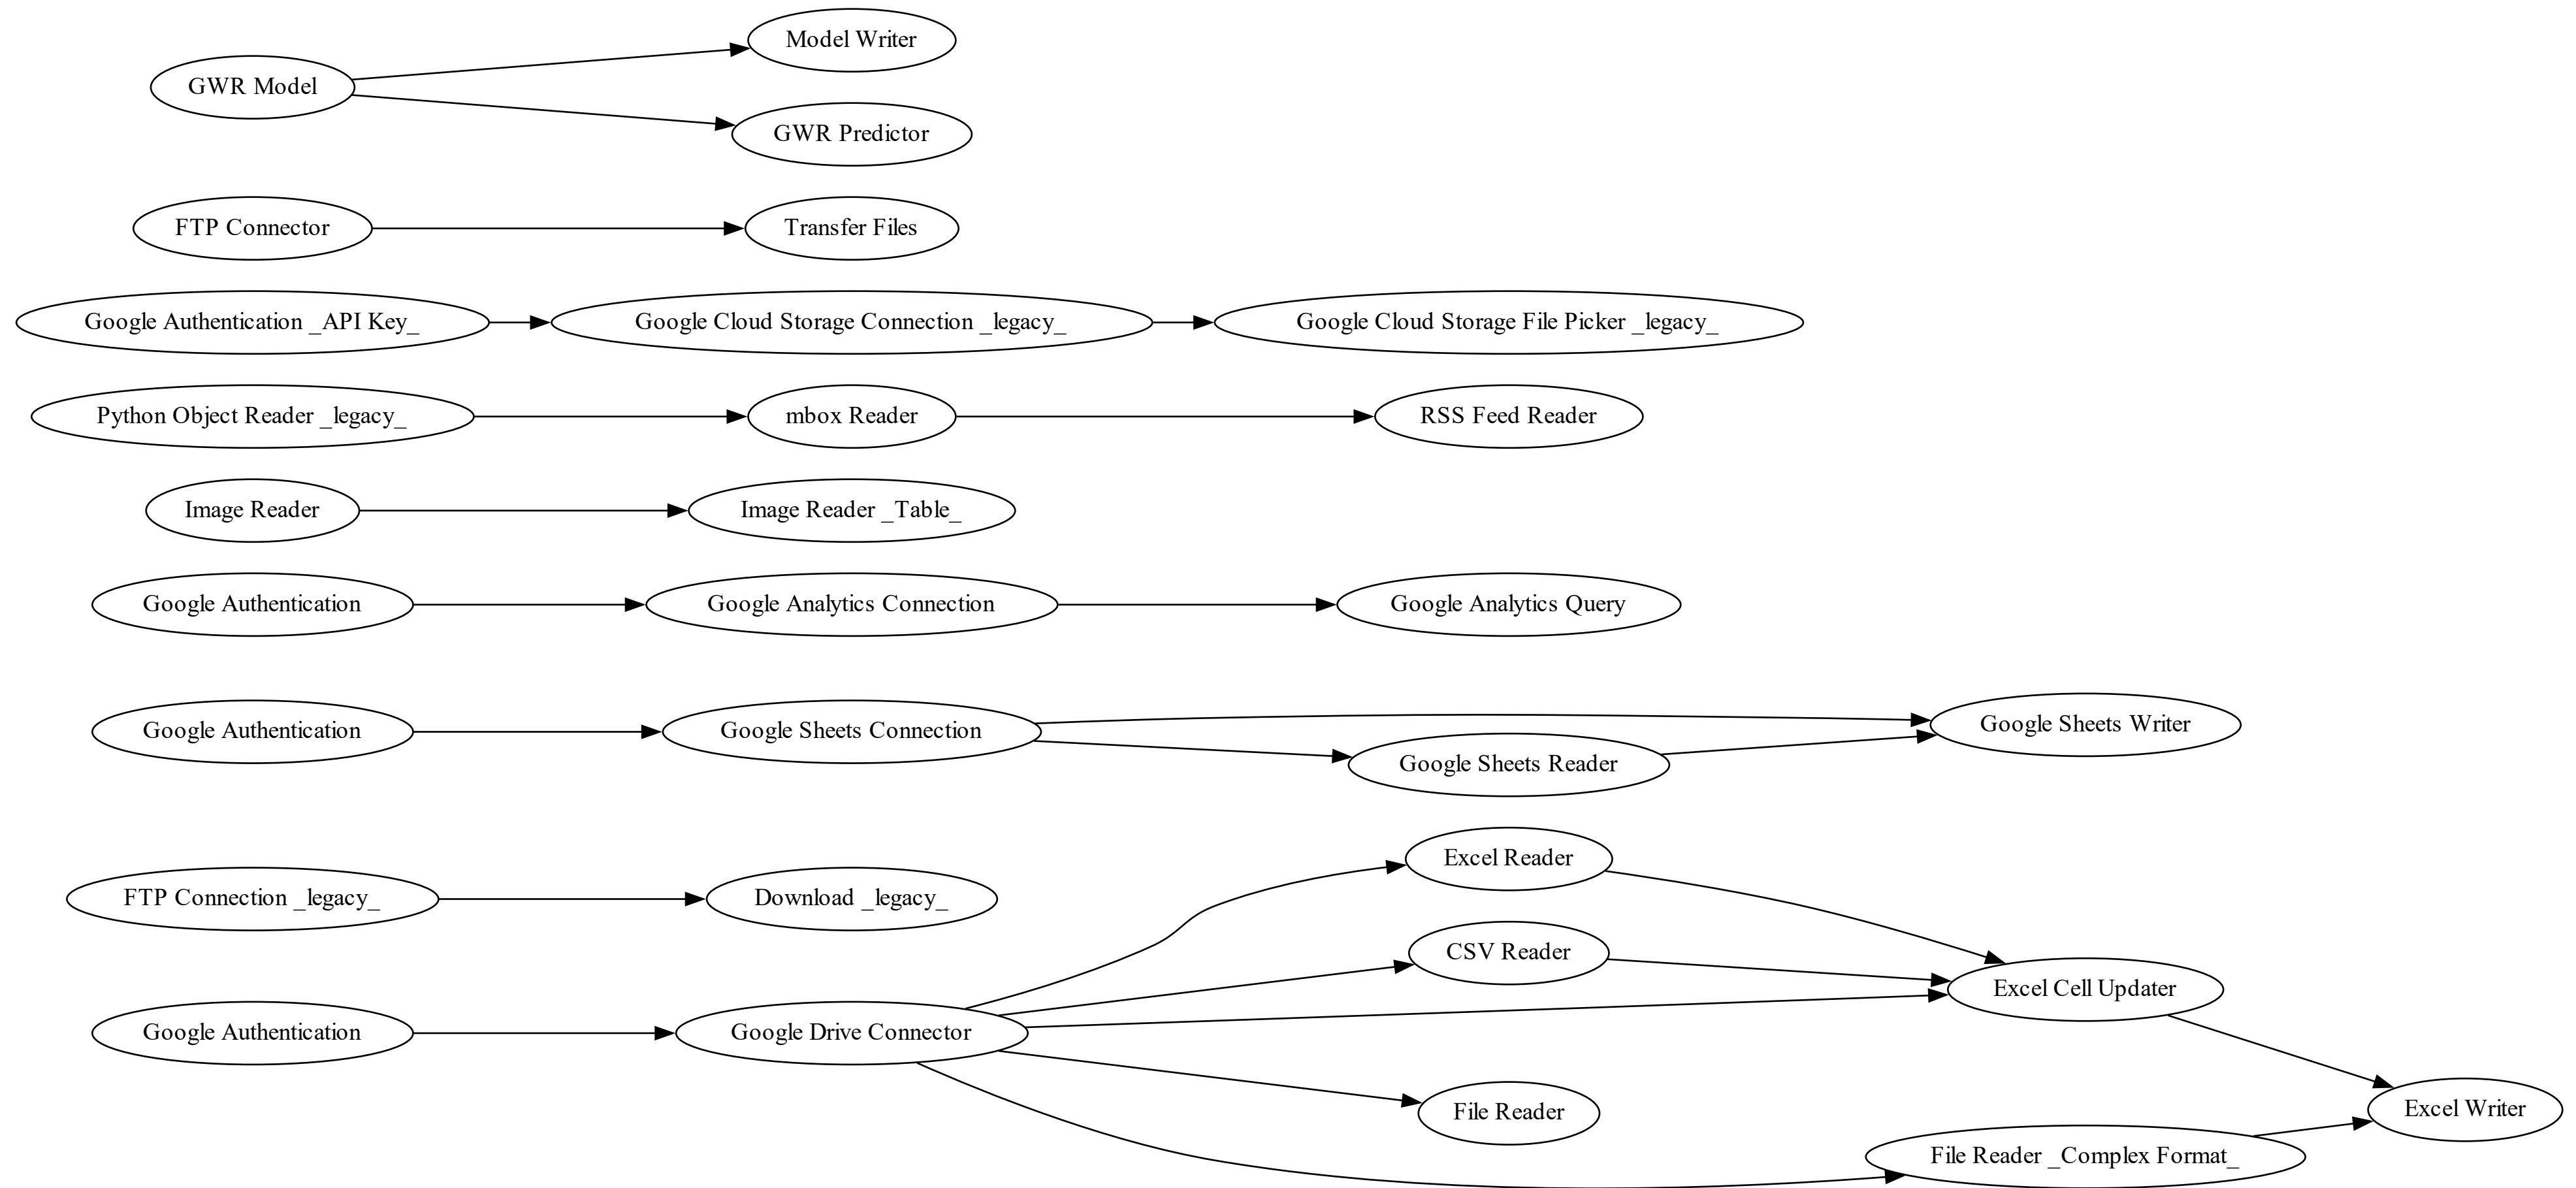 Model Writer
GWR Model
GWR Predictor
FTP Connector
Transfer Files
Google Authentication _API Key_
Google Cloud Storage Connection _legacy_
Google Cloud Storage File Picker _legacy_
Python Object Reader _legacy_
mbox Reader
RSS Feed Reader
Image Reader
Image Reader _Table_
Google Authentication
Google Analytics Connection
Google Analytics Query
Google Authentication
Google Sheets Connection
Google Sheets Writer
Google Sheets Reader
Excel Reader
FTP Connection _legacy_
Download _legacy_
CSV Reader
Excel Cell Updater
Google Authentication
Google Drive Connector
File Reader
Excel Writer
File Reader _Complex Format_